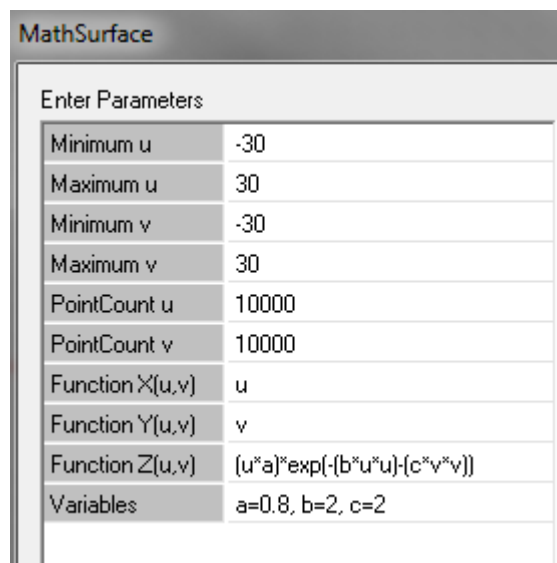 MathSurface
Enter Parameters
Minimum u -30
Maximum u 30
Minimum v -30
Maximum v 30
PointCount u 10000
PointCount v 10000
Function X(u,v) u
Function Y(u,v) v
Function Z(u,v) (u*a)*exp(-(b*u*u)-(c*v*v))
Variables a=0.8, b=2, c=2